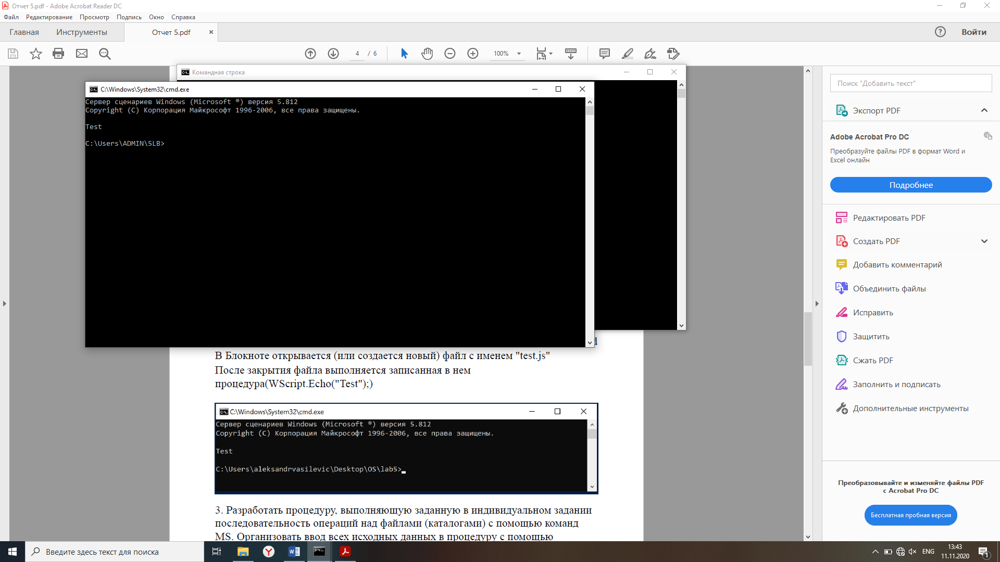 Отчет 5.pdf - Adobe Acrobat Reader DC
Файл Редактирование Просмотр Подпись Окно Справка
Главная Инструменты Отчет 5.pdf
Войти
4 / 6
100%
Командная строка
C:\Windows\System32\cmd.exe
Сервер сценариев Windows (Microsoft ®) версия 5.812
Copyright (C) Корпорация Майкрософт 1996-2006, все права защищены.
Test
C:\Users\ADMIN\5LB>
d
В Блокноте открывается (или создается новый) файл с именем "test.js"
После закрытия файла выполняется записанная в нем
процедура(WScript.Echo("Test");)
C:\Windows\System32\cmd.exe
Сервер сценариев Windows (Microsoft ®) версия 5.812
Copyright (C) Корпорация Майкрософт 1996-2006, все права защищены.
Test
C:\Users\aleksandrvasilevic\Desktop\OS\lab5>
3. Разработать процедуру, выполняющую заданную в индивидуальном задании
последовательность операций над файлами (каталогами) с помощью команд
MS. Организовать ввод всех исходных данных в процедуру с помощью
Поиск "Добавить текст"
Экспорт PDF
Adobe Acrobat Pro DC
Преобразуйте файлы PDF в формат Word и
Excel онлайн
Подробнее
Редактировать PDF
Создать PDF
Добавить комментарий
Объединить файлы
Исправить
Защитить
Сжать PDF
Заполнить и подписать
Дополнительные инструменты
Преобразовывайте и изменяйте файлы PDF
с Acrobat Pro DC
Бесплатная пробная версия
Введите здесь текст для поиска
ENG
13:43
11.11.2020
1